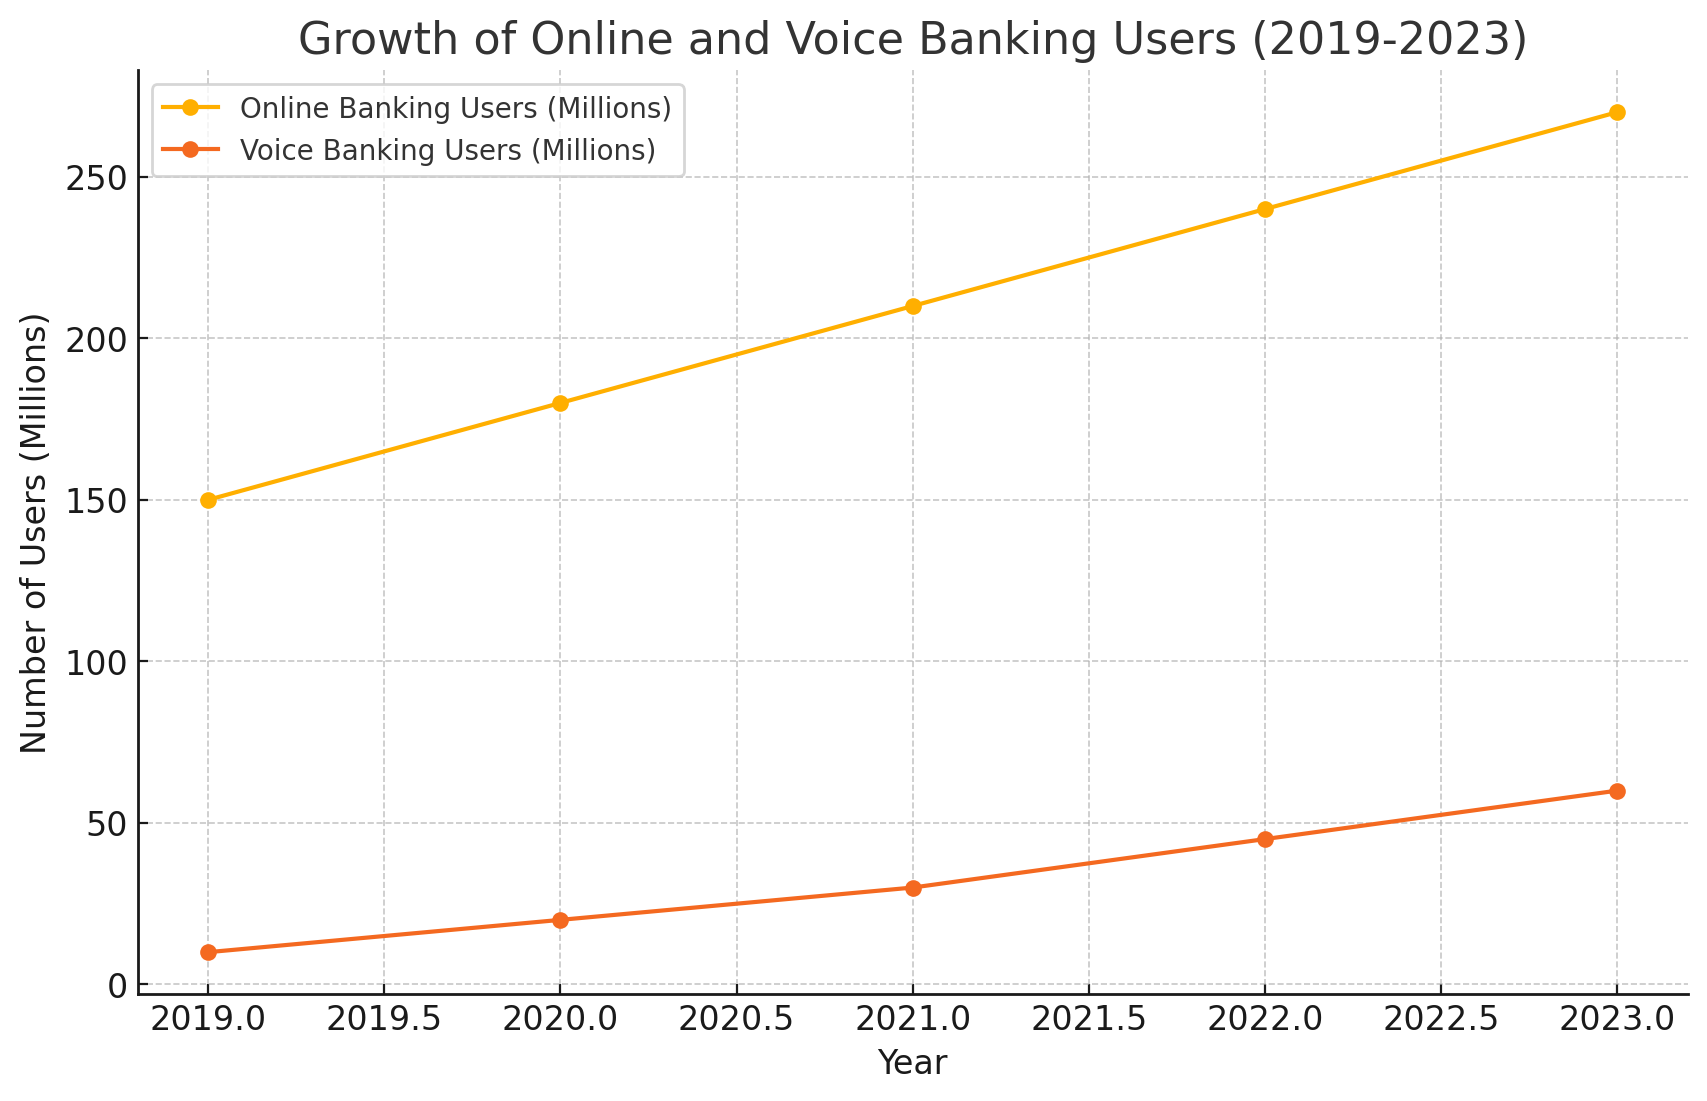 Growth of Online and Voice Banking Users (2019-2023)
Online Banking Users (Millions)
Voice Banking Users (Millions)
Number of Users (Millions)
250
200
150
100
50
0
2019.0 2019.5 2020.0 2020.5 2021.0 2021.5 2022.0 2022.5 2023.0
Year